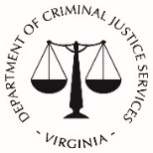 DEPARTMENT OF CRIMINAL JUSTICE SERVICES
- VIRGINIA -